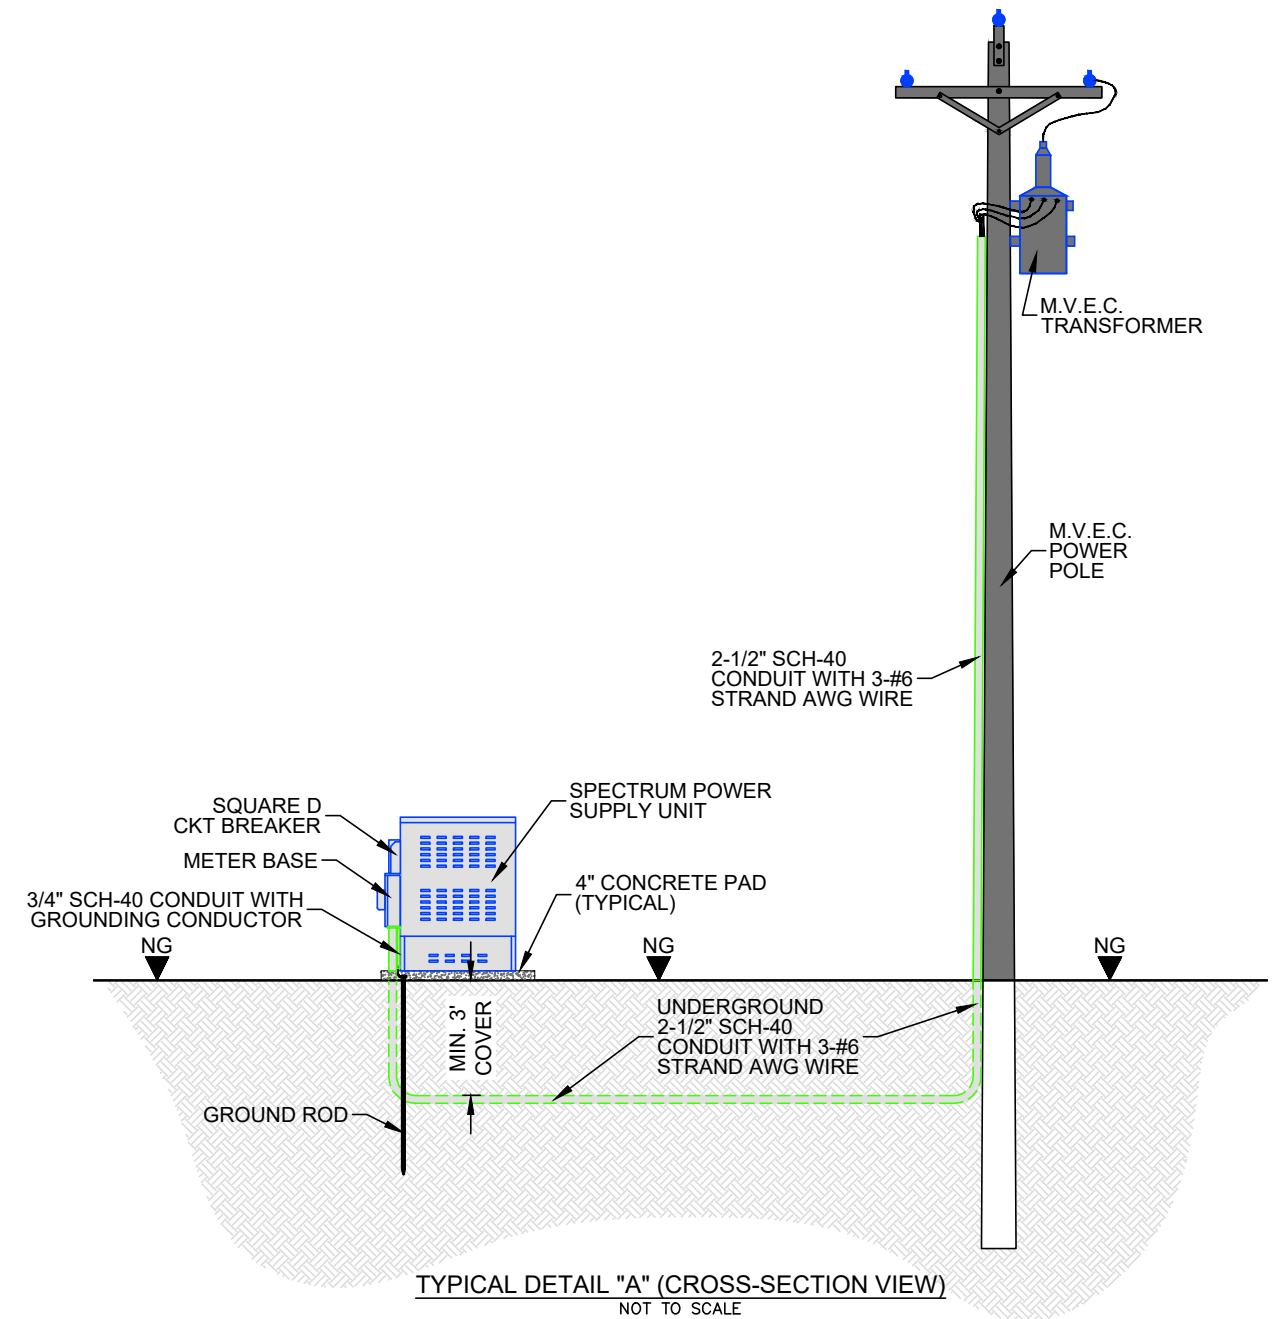 M.V.E.C.
TRANSFORMER
M.V.E.C.
POWER
POLE
2-1/2" SCH-40
CONDUIT WITH 3-#6
STRAND AWG WIRE
SPECTRUM POWER
SUPPLY UNIT
SQUARE D
CKT BREAKER
METER BASE
4" CONCRETE PAD
(TYPICAL)
3/4" SCH-40 CONDUIT WITH
GROUNDING CONDUCTOR
NG
NG
NG
MIN. 3'
COVER
UNDERGROUND
2-1/2" SCH-40
CONDUIT WITH 3-#6
STRAND AWG WIRE
GROUND ROD
TYPICAL DETAIL "A" (CROSS-SECTION VIEW)
NOT TO SCALE